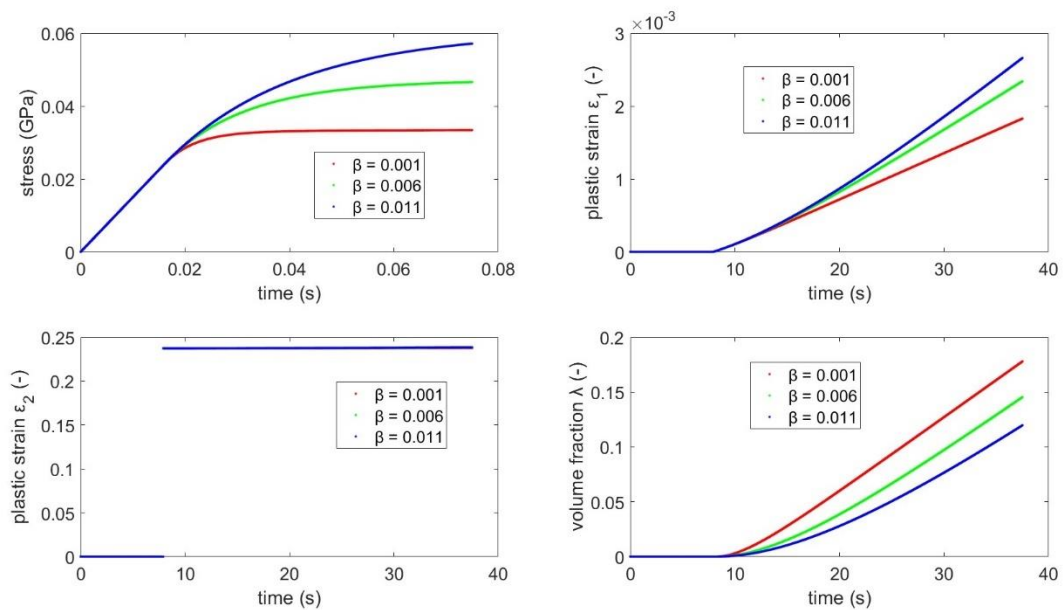 0.06
0.04
0.02
0
stress (GPa)
β = 0.001
β = 0.006
β = 0.011
0 0.02 0.04 0.06 0.08
time (s)
×10⁻³
3
2
1
0
plastic strain ε₁ (-)
β = 0.001
β = 0.006
β = 0.011
0 10 20 30 40
time (s)
0.25
0.2
0.15
0.1
0.05
0
plastic strain ε₂ (-)
β = 0.001
β = 0.006
β = 0.011
0 10 20 30 40
time (s)
0.2
0.15
0.1
0.05
0
volume fraction λ (-)
β = 0.001
β = 0.006
β = 0.011
0 10 20 30 40
time (s)